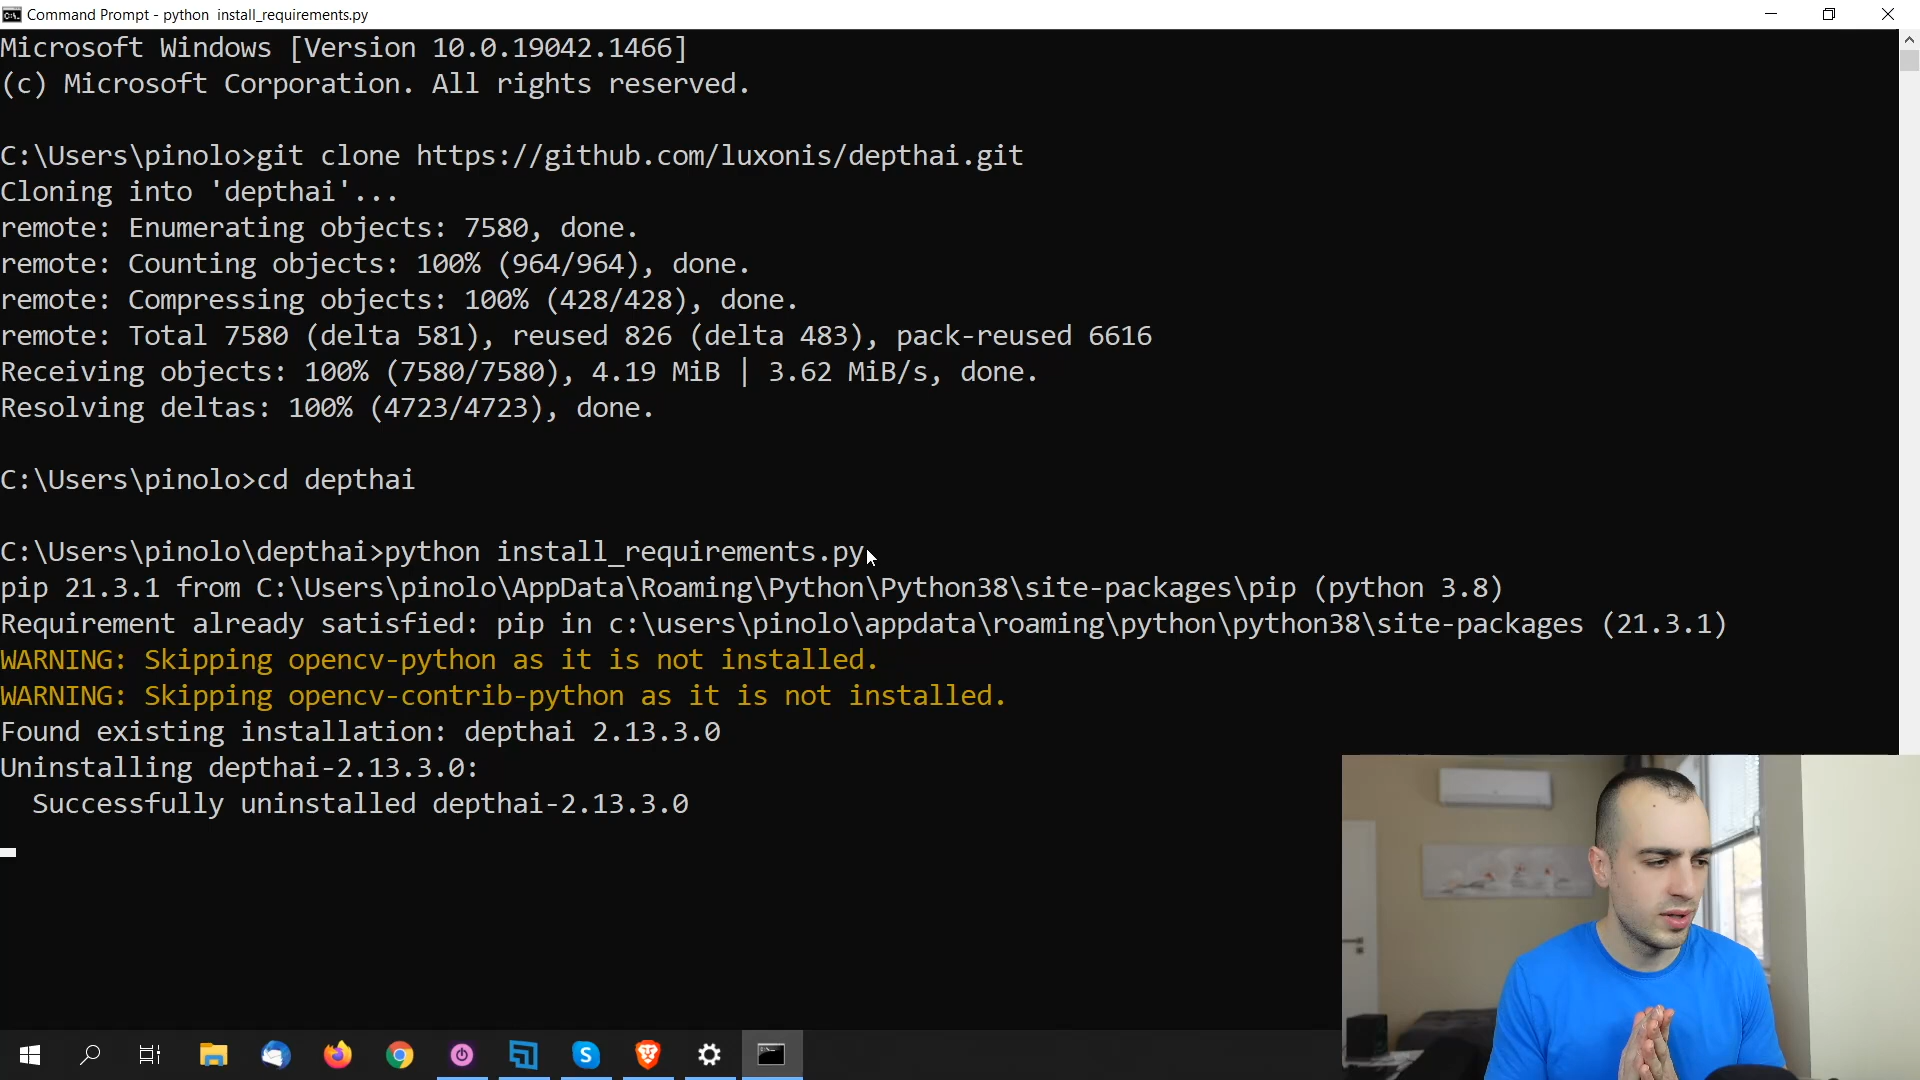 Command Prompt - python  install_requirements.py
Microsoft Windows [Version 10.0.19042.1466]
(c) Microsoft Corporation. All rights reserved.
C:\Users\pinolo>git clone https://github.com/luxonis/depthai.git
Cloning into 'depthai'...
remote: Enumerating objects: 7580, done.
remote: Counting objects: 100% (964/964), done.
remote: Compressing objects: 100% (428/428), done.
remote: Total 7580 (delta 581), reused 826 (delta 483), pack-reused 6616
Receiving objects: 100% (7580/7580), 4.19 MiB | 3.62 MiB/s, done.
Resolving deltas: 100% (4723/4723), done.
C:\Users\pinolo>cd depthai
C:\Users\pinolo\depthai>python install_requirements.py
pip 21.3.1 from C:\Users\pinolo\AppData\Roaming\Python\Python38\site-packages\pip (python 3.8)
Requirement already satisfied: pip in c:\users\pinolo\appdata\roaming\python\python38\site-packages (21.3.1)
WARNING: Skipping opencv-python as it is not installed.
WARNING: Skipping opencv-contrib-python as it is not installed.
Found existing installation: depthai 2.13.3.0
Uninstalling depthai-2.13.3.0:
  Successfully uninstalled depthai-2.13.3.0